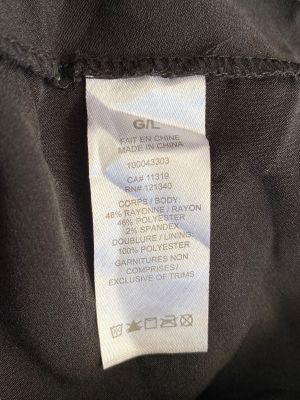 G/L
FAIT EN CHINE
MADE IN CHINA
100043303
CA# 11319
RN# 121340
CORPS / BODY:
48% RAYONNE / RAYON
46% POLYESTER
2% SPANDEX
DOUBLURE / LINING:
100% POLYESTER
GARNITURES NON
COMPRISES /
EXCLUSIVE OF TRIMS